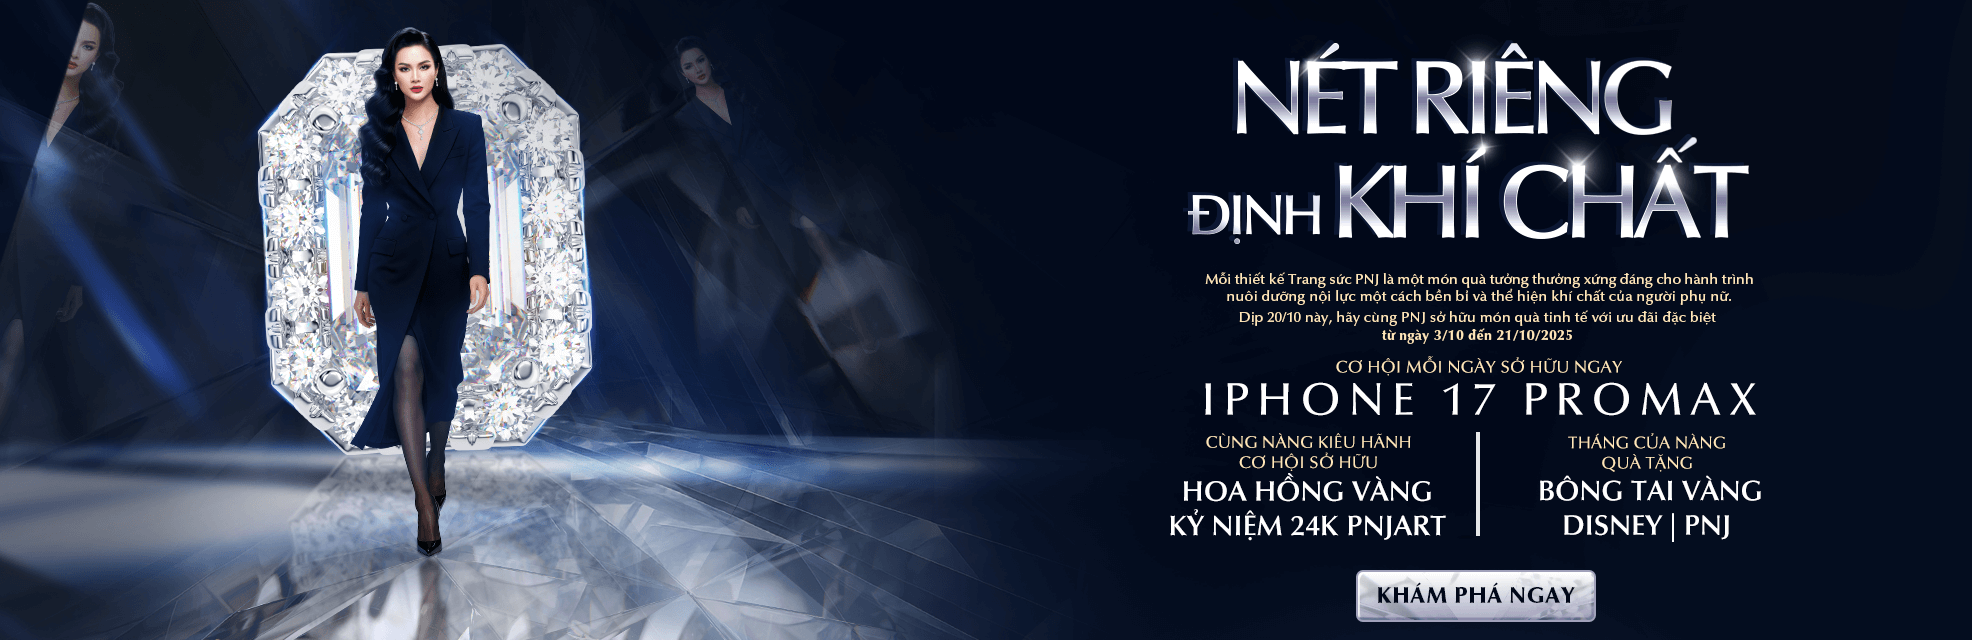 NÉT RIÊNG
ĐỊNH KHÍ CHẤT
Mỗi thiết kế Trang sức PNJ là một món quà tưởng thưởng xứng đáng cho hành trình
nuôi dưỡng nội lực một cách bền bỉ và thể hiện khí chất của người phụ nữ.
Dịp 20/10 này, hãy cùng PNJ sở hữu món quà tinh tế với ưu đãi đặc biệt
từ ngày 3/10 đến 21/10/2025
CƠ HỘI MỖI NGÀY SỞ HỮU NGAY
IPHONE 17 PROMAX
CÙNG NÀNG KIÊU HÃNH
CƠ HỘI SỞ HỮU
HOA HỒNG VÀNG
KỶ NIỆM 24K PNJART
THÁNG CỦA NÀNG
QUÀ TẶNG
BÔNG TAI VÀNG
DISNEY | PNJ
KHÁM PHÁ NGAY